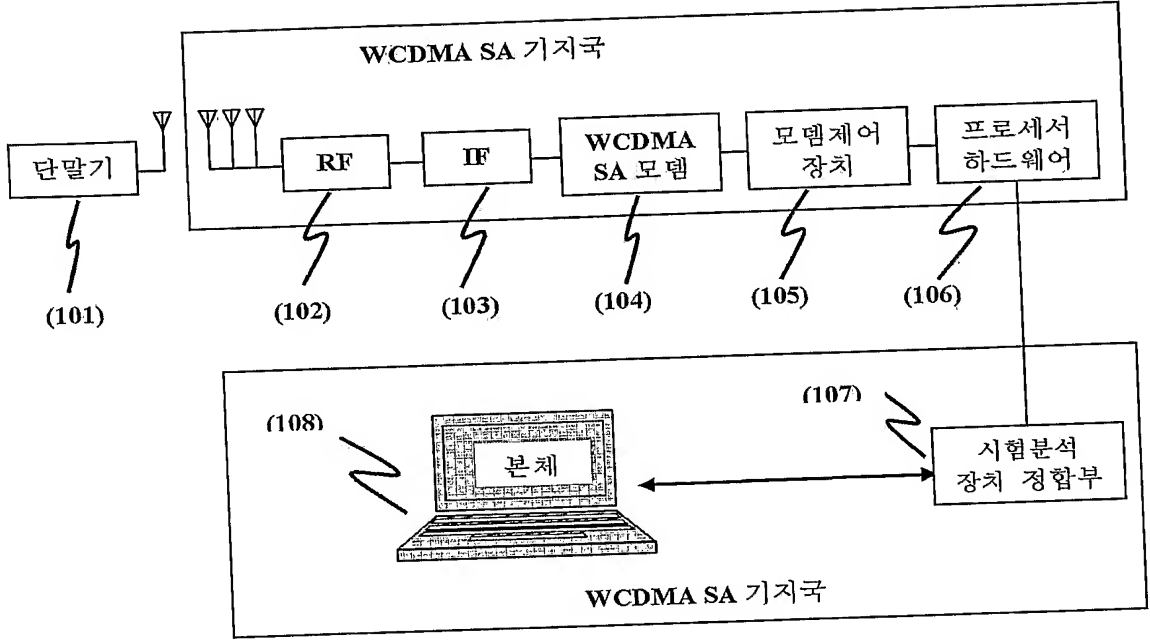 WCDMA SA 기지국
단말기
RF
IF
WCDMA
SA 모뎀
모뎀제어
장치
프로세서
하드웨어
(101)
(102)
(103)
(104)
(105)
(106)
(108)
(107)
본체
시험분석
장치 정합부
WCDMA SA 기지국